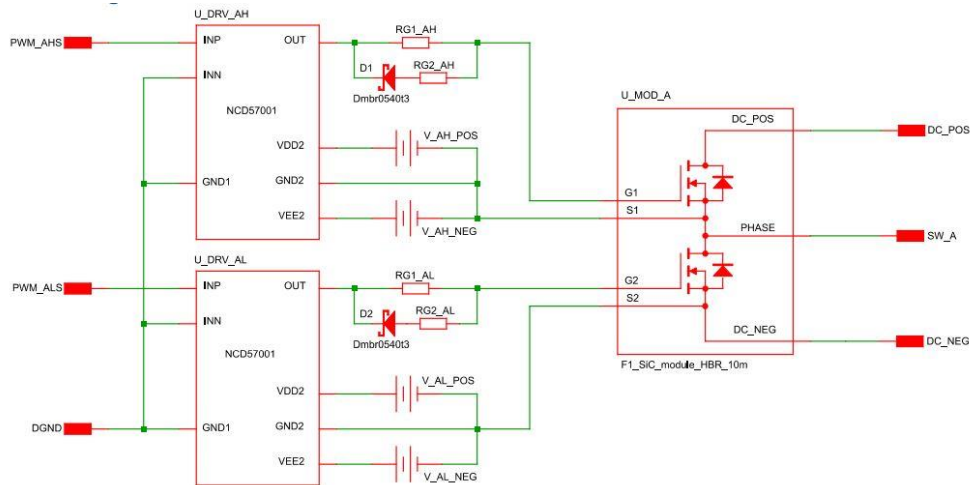 U_DRV_AH
PWM_AHS
INP
OUT
RG1_AH
INN
D1
RG2_AH
Dmbr0540t3
NCD57001
U_MOD_A
V_AH_POS
DC_POS
DC_POS
VDD2
GND1
GND2
G1
VEE2
S1
V_AH_NEG
PHASE
SW_A
U_DRV_AL
PWM_ALS
INP
OUT
RG1_AL
G2
INN
D2
RG2_AL
S2
Dmbr0540t3
DC_NEG
DC_NEG
NCD57001
F1_SiC_module_HBR_10m
V_AL_POS
VDD2
DGND
GND1
GND2
VEE2
V_AL_NEG